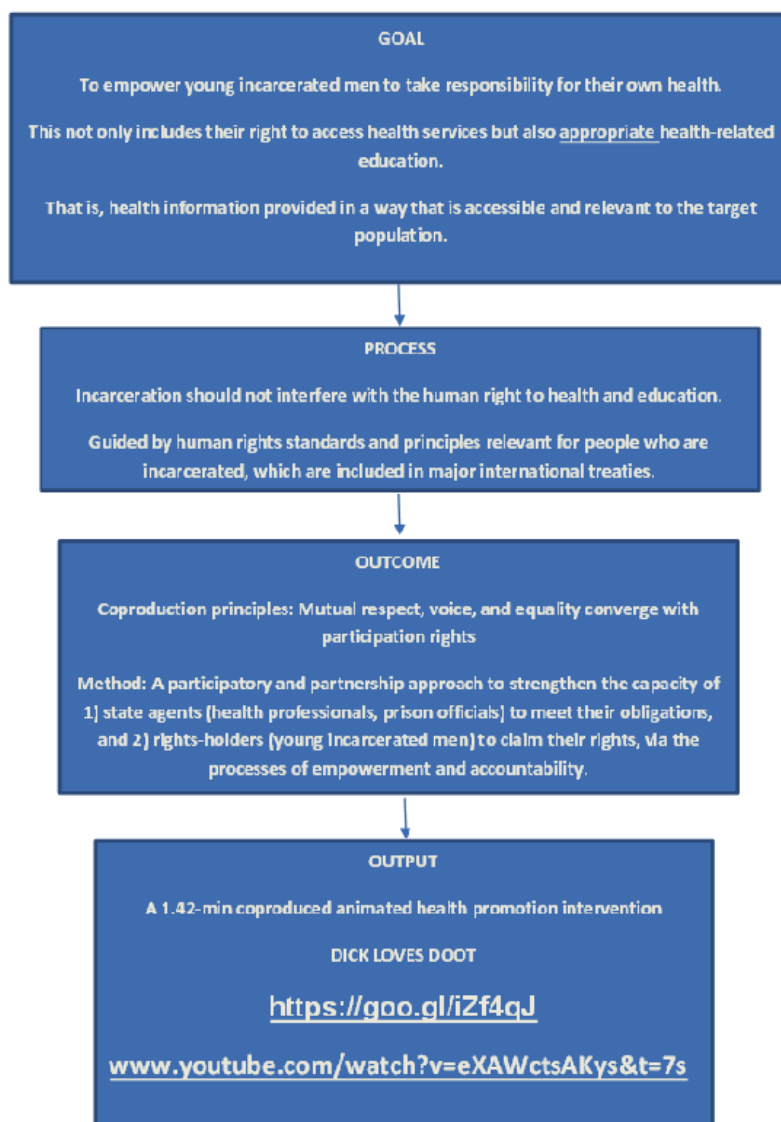 GOAL
To empower young incarcerated men to take responsibility for their own health.
This not only includes their right to access health services but also appropriate health-related
education.
That is, health information provided in a way that is accessible and relevant to the target
population.
PROCESS
Incarceration should not interfere with the human right to health and education.
Guided by human rights standards and principles relevant for people who are
incarcerated, which are included in major international treaties.
OUTCOME
Coproduction principles: Mutual respect, voice, and equality converge with
participation rights
Method: A participatory and partnership approach to strengthen the capacity of
1) state agents (health professionals, prison officials) to meet their obligations,
and 2) rights-holders (young incarcerated men) to claim their rights, via the
processes of empowerment and accountability.
OUTPUT
A 1.42-min coproduced animated health promotion intervention
DICK LOVES DOOT
https://goo.gl/iZf4qJ
www.youtube.com/watch?v=eXAWctsAKys&t=7s